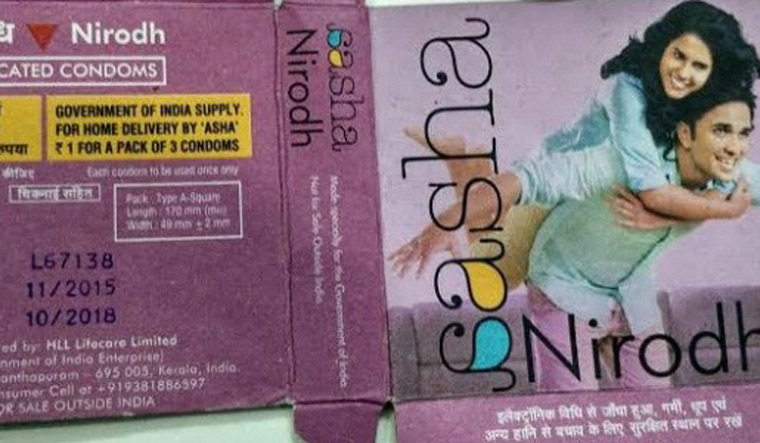 Nirodh
CATED CONDOMS
GOVERNMENT OF INDIA SUPPLY.
FOR HOME DELIVERY BY 'ASHA'
₹ 1 FOR A PACK OF 3 CONDOMS
रुपया
कीजिए
Each condom to be used once only
चिकनाई सहित
Pack : Type A-Square
Length : 170 mm (min)
Width : 49 mm ± 2 mm
L67138
11/2015
10/2018
ed by: HLL Lifecare Limited
nment of India Enterprise)
anthapuram - 695 005, Kerala, India.
nsumer Cell at +919381886597
OR SALE OUTSIDE INDIA
sasha
Nirodh
Made specially for the Government of India.
Not for Sale Outside India.
sasha
Nirodh
इलैक्ट्रॉनिक विधि से जाँचा हुआ, गर्मी, धूप एवं
अन्य हानि से बचाव के लिए सुरक्षित स्थान पर रखें